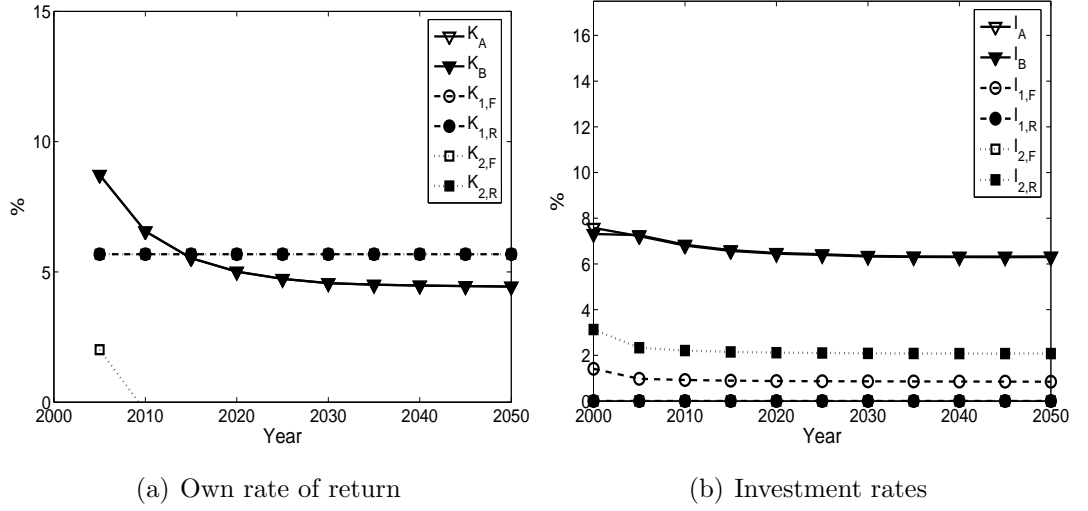 15
10
5
0
%
2000 2010 2020 2030 2040 2050
Year
K_A
K_B
K_{1,F}
K_{1,R}
K_{2,F}
K_{2,R}
(a) Own rate of return
16
14
12
10
8
6
4
2
0
%
2000 2010 2020 2030 2040 2050
Year
I_A
I_B
I_{1,F}
I_{1,R}
I_{2,F}
I_{2,R}
(b) Investment rates